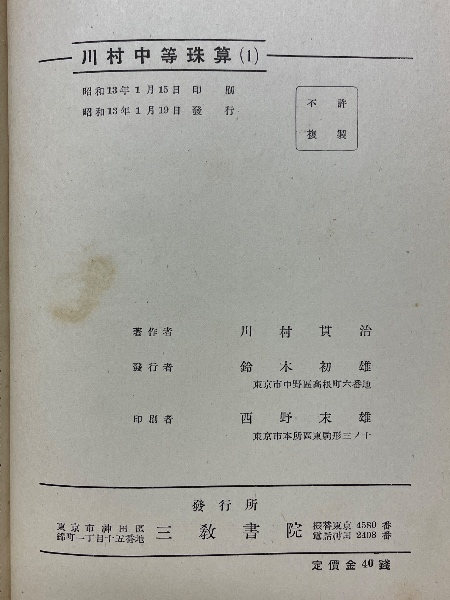 川村中等珠算(1)
昭和13年1月15日 印刷
昭和13年1月19日 發行
不許
複製
著作者 川村貫治
發行者 鈴木初雄
東京市中野區高根町六番地
印刷者 西野末雄
東京市本所區東駒形三ノ十
發行所
東京市神田區
錦町一丁目十五番地
三教書院
振替東京 4580 番
電話神田 2408 番
定價金40錢